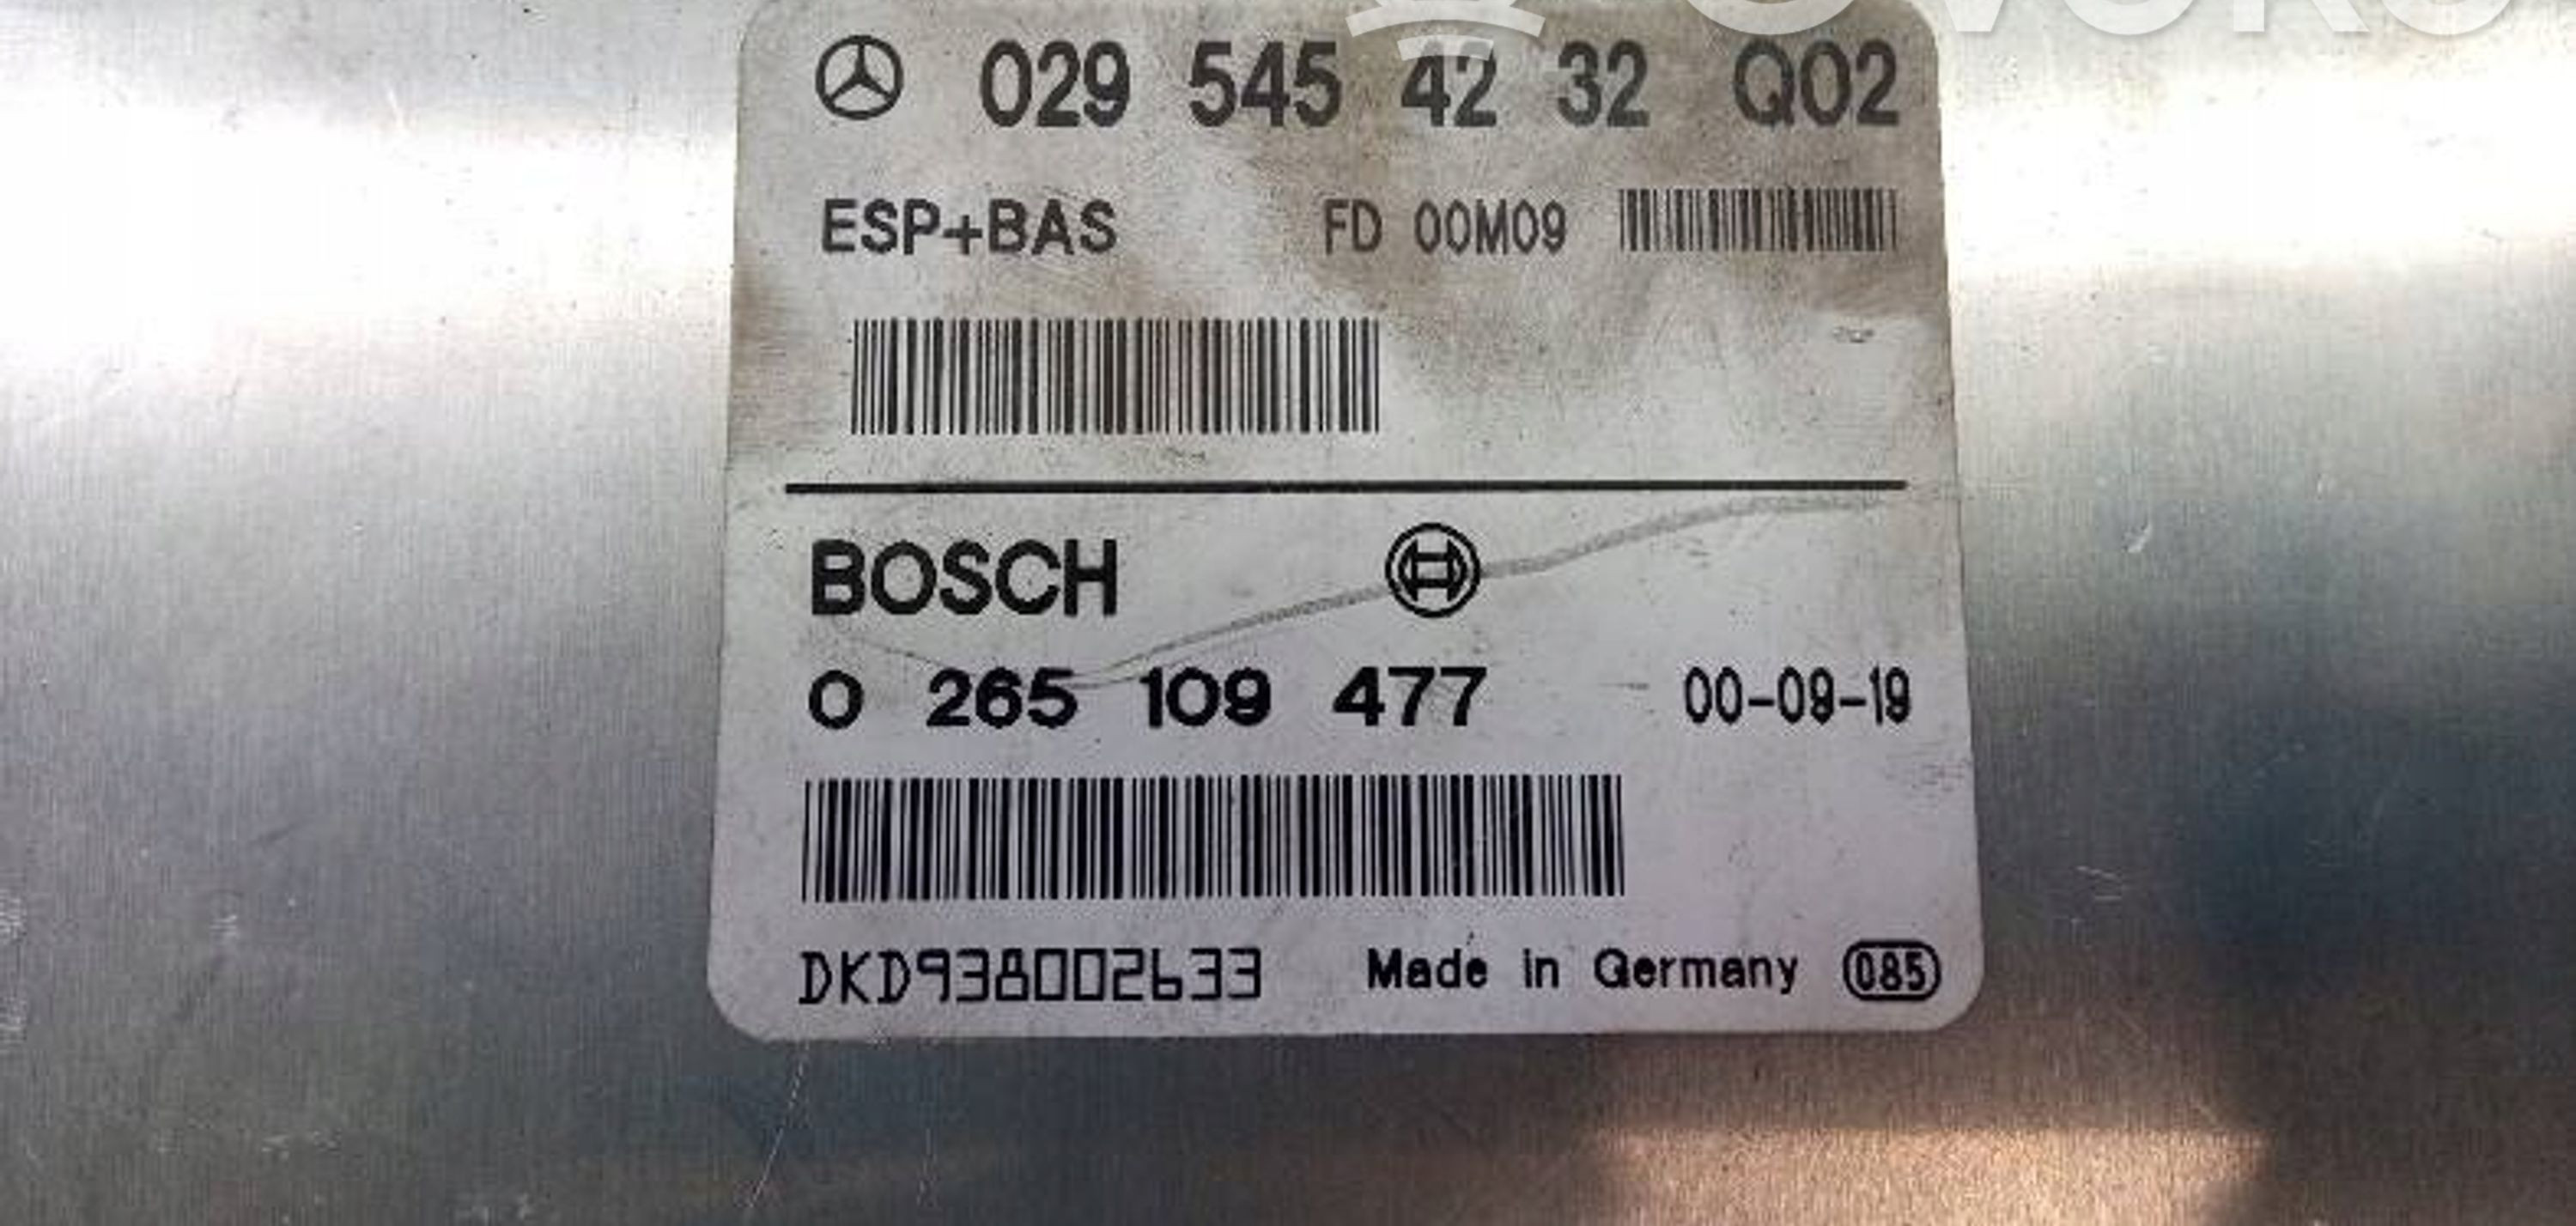 029 545 42 32 Q02
ESP+BAS FD 00M09
BOSCH
0 265 109 477 00-09-19
DKD938002633 Made in Germany 085